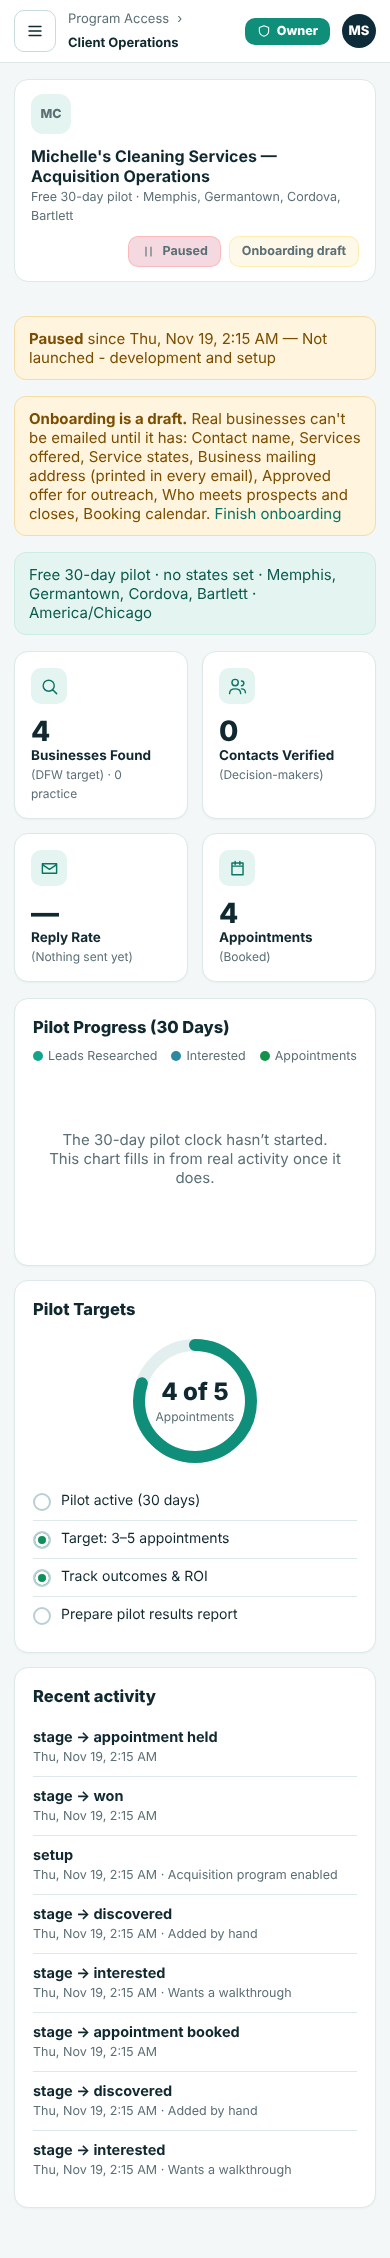 Program Access ›
Client Operations
Owner
MS
MC
Michelle's Cleaning Services —
Acquisition Operations
Free 30-day pilot · Memphis, Germantown, Cordova,
Bartlett
Paused
Onboarding draft
Paused since Thu, Nov 19, 2:15 AM — Not
launched - development and setup
Onboarding is a draft. Real businesses can't
be emailed until it has: Contact name, Services
offered, Service states, Business mailing
address (printed in every email), Approved
offer for outreach, Who meets prospects and
closes, Booking calendar. Finish onboarding
Free 30-day pilot · no states set · Memphis,
Germantown, Cordova, Bartlett ·
America/Chicago
4
Businesses Found
(DFW target) · 0
practice
0
Contacts Verified
(Decision-makers)
—
Reply Rate
(Nothing sent yet)
4
Appointments
(Booked)
Pilot Progress (30 Days)
Leads Researched
Interested
Appointments
The 30-day pilot clock hasn’t started.
This chart fills in from real activity once it
does.
Pilot Targets
4 of 5
Appointments
Pilot active (30 days)
Target: 3–5 appointments
Track outcomes & ROI
Prepare pilot results report
Recent activity
stage → appointment held
Thu, Nov 19, 2:15 AM
stage → won
Thu, Nov 19, 2:15 AM
setup
Thu, Nov 19, 2:15 AM · Acquisition program enabled
stage → discovered
Thu, Nov 19, 2:15 AM · Added by hand
stage → interested
Thu, Nov 19, 2:15 AM · Wants a walkthrough
stage → appointment booked
Thu, Nov 19, 2:15 AM
stage → discovered
Thu, Nov 19, 2:15 AM · Added by hand
stage → interested
Thu, Nov 19, 2:15 AM · Wants a walkthrough